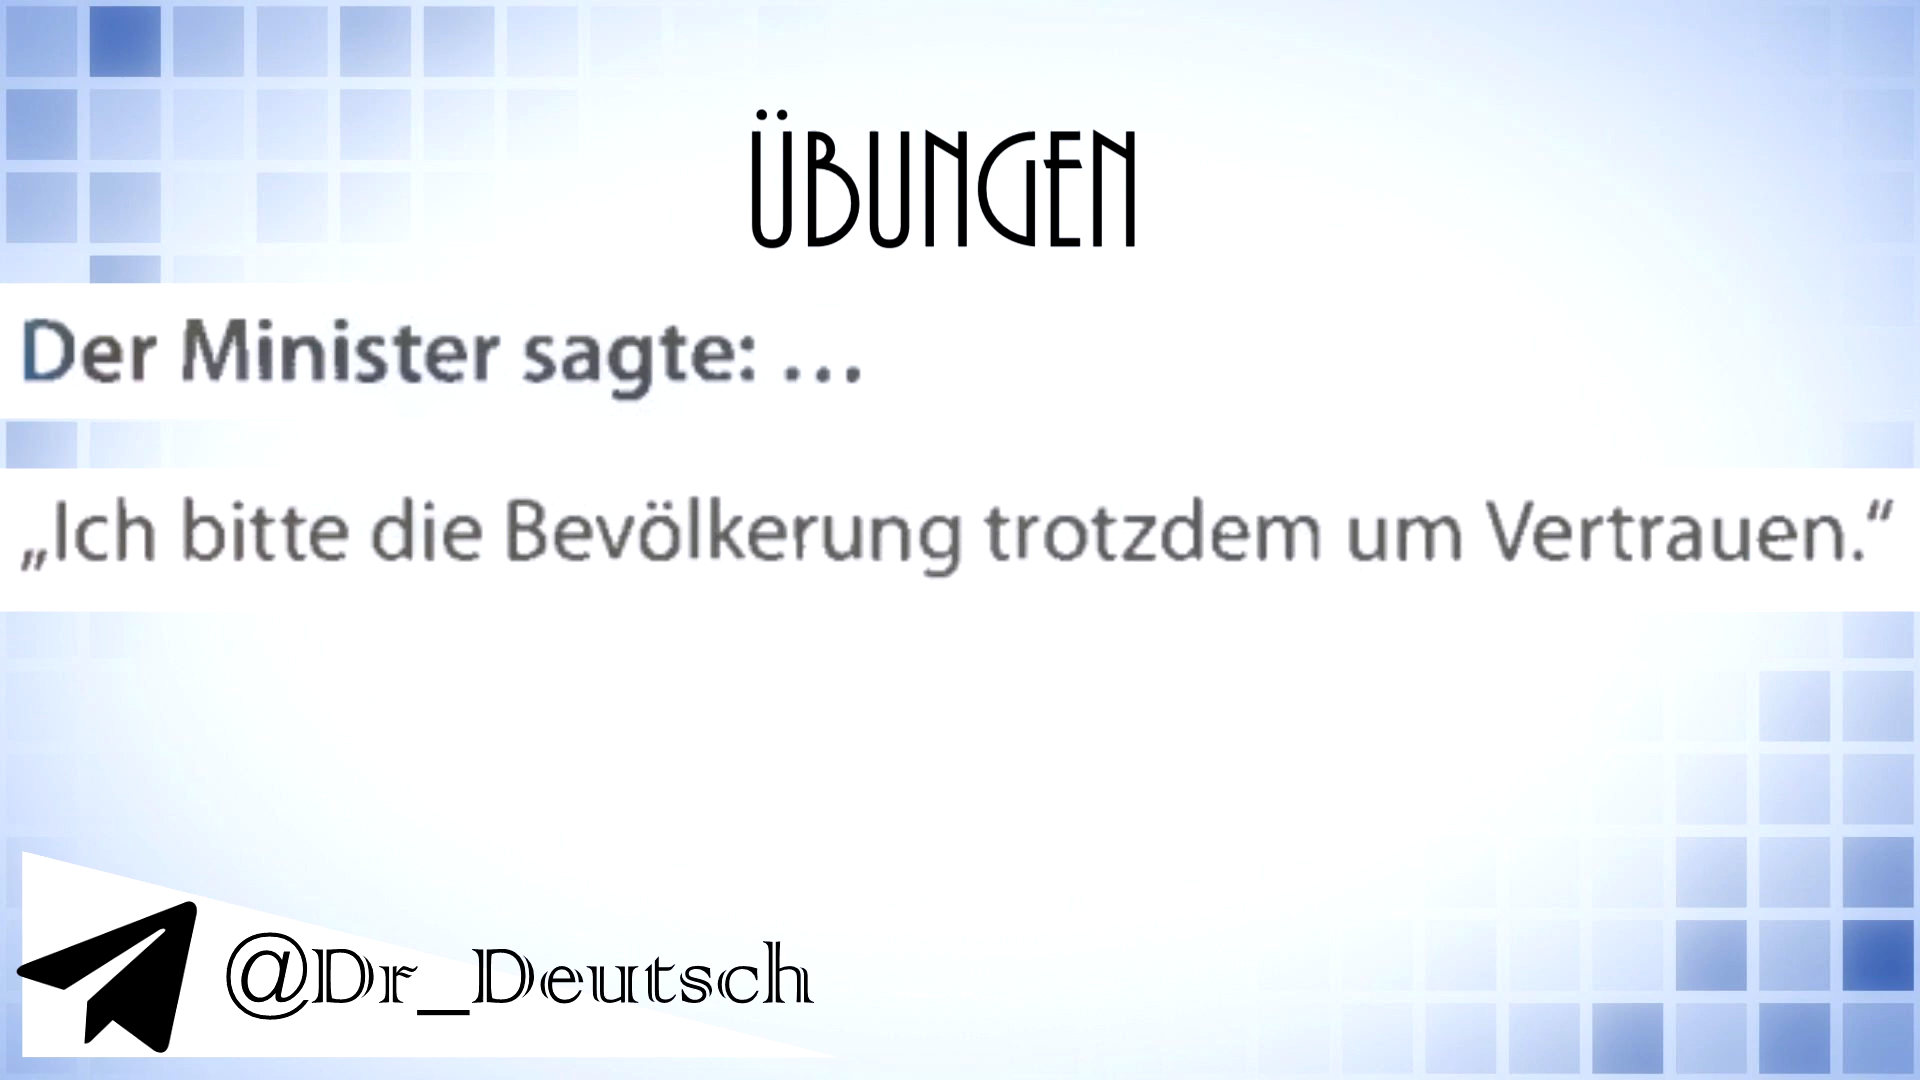 ÜBUNGEN
Der Minister sagte: ...
„Ich bitte die Bevölkerung trotzdem um Vertrauen.“
@Dr_Deutsch